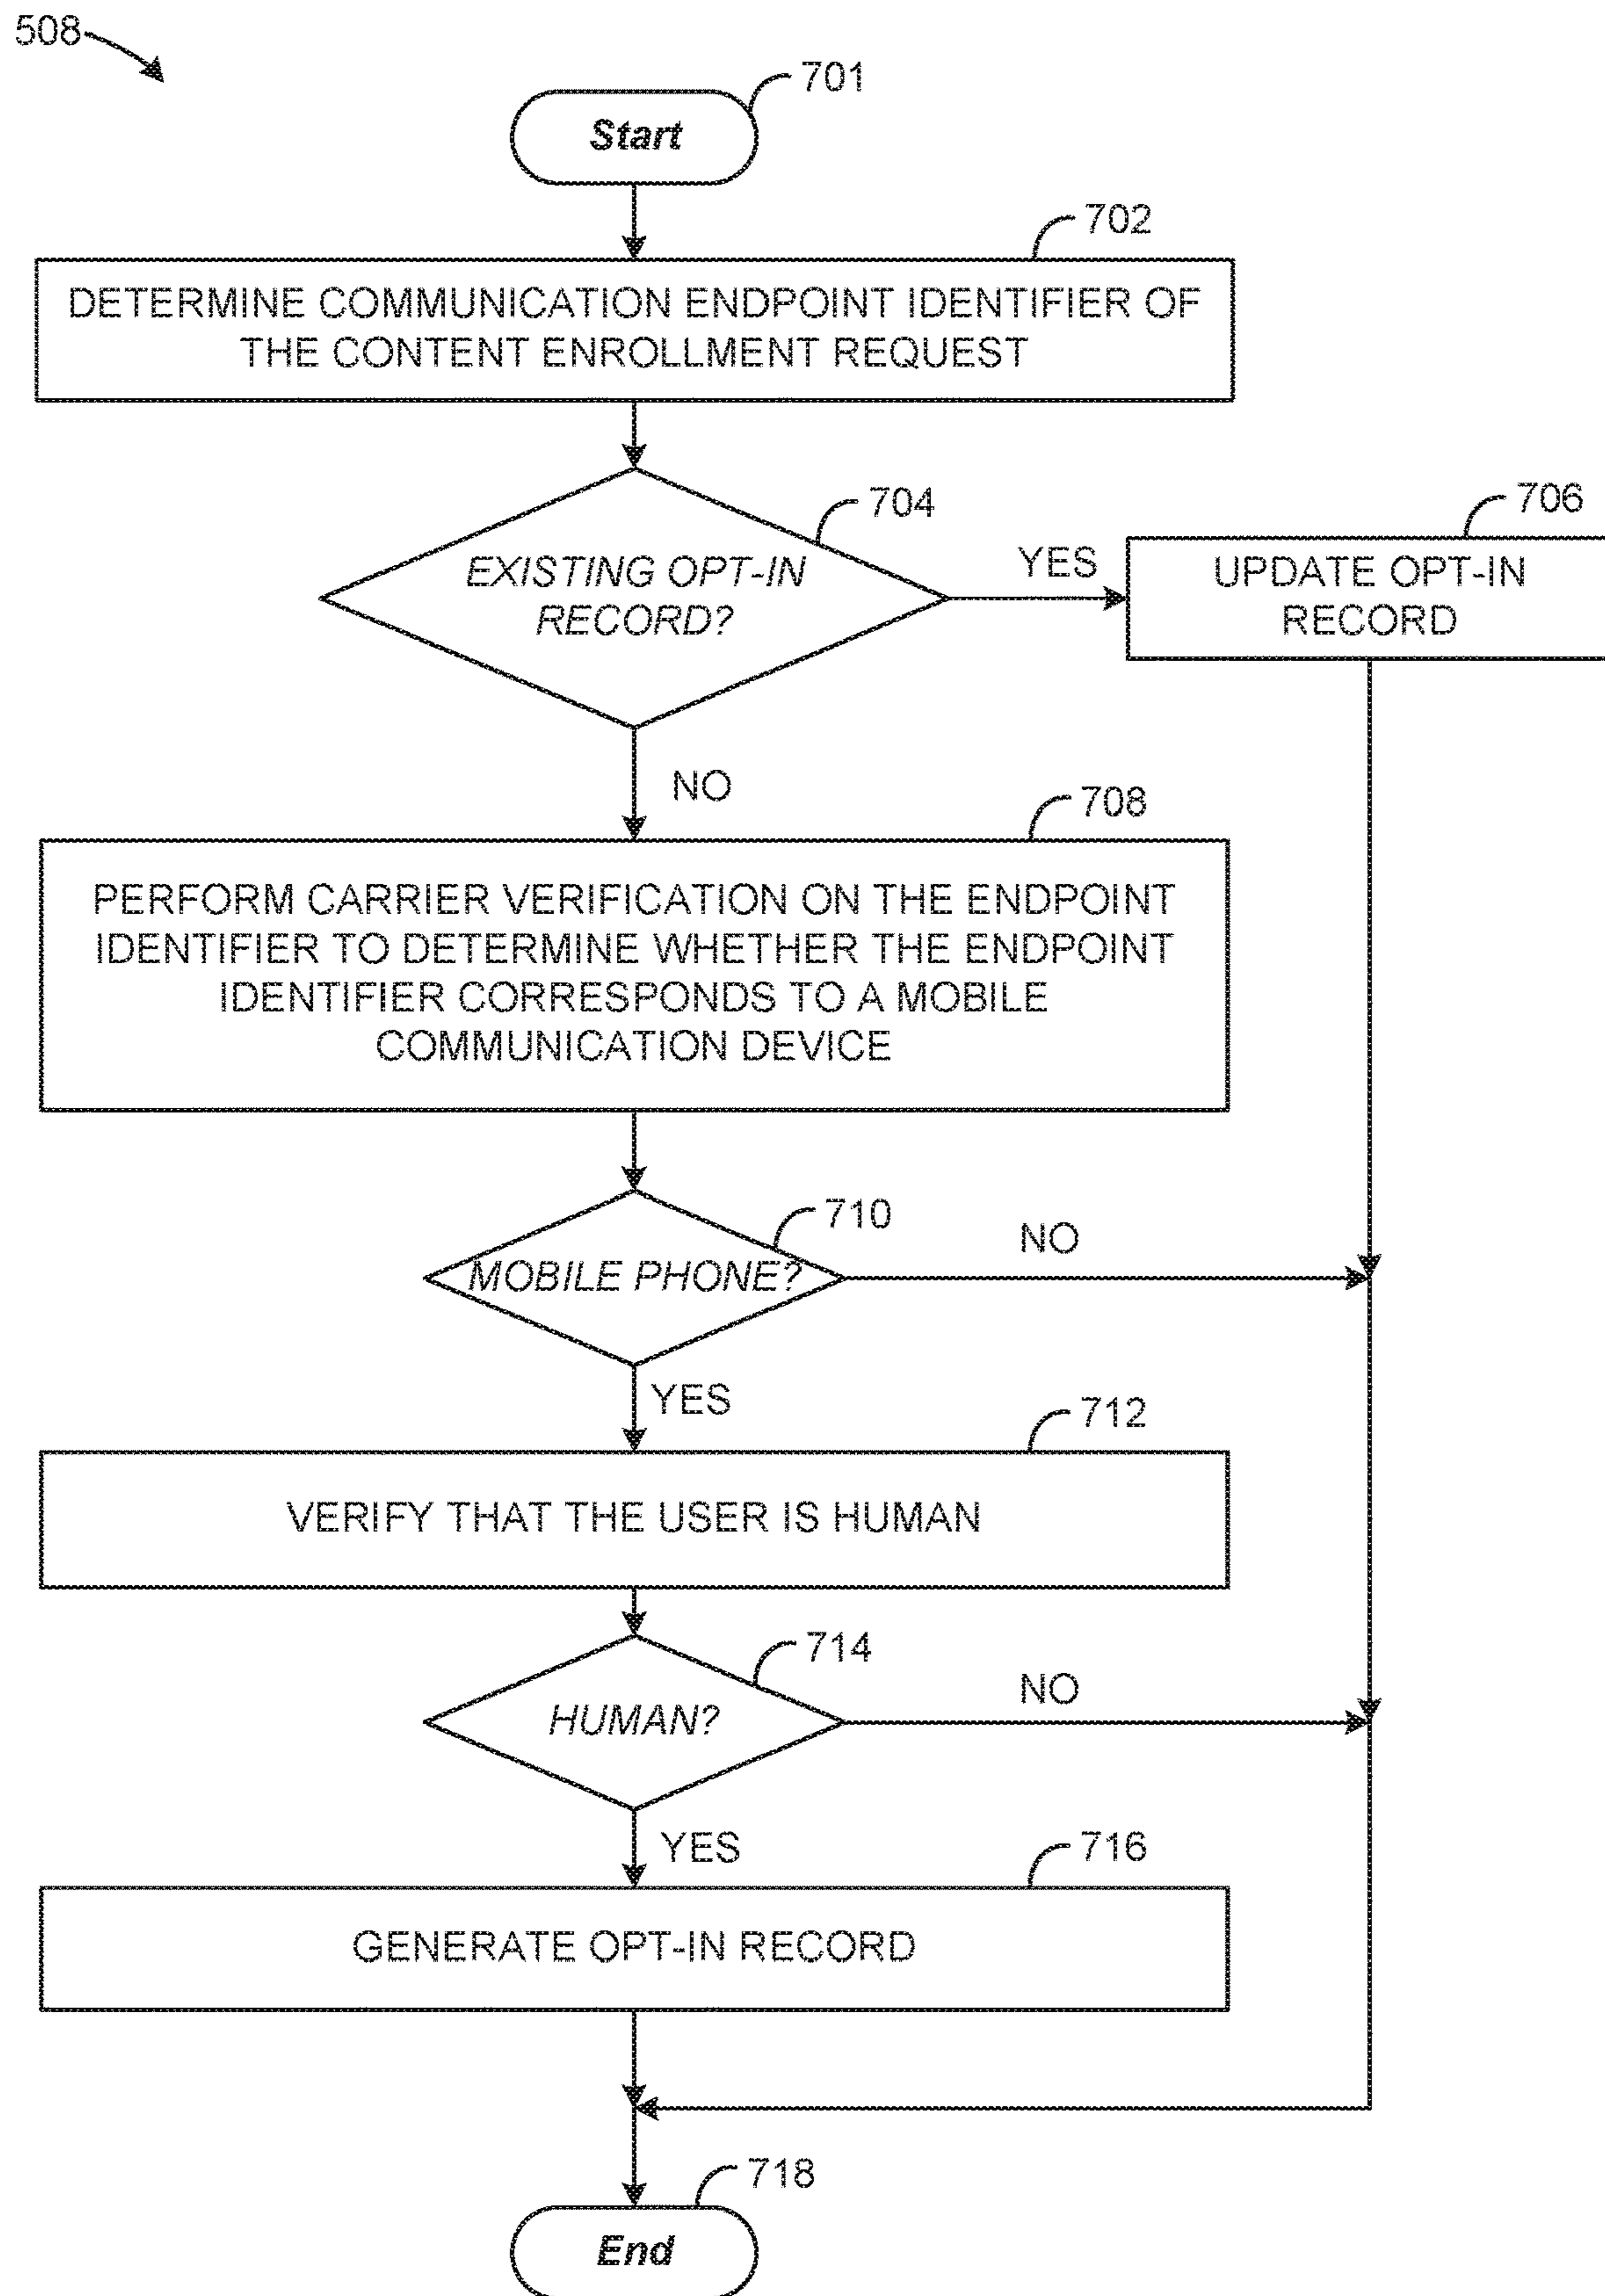 508
701
Start
702
DETERMINE COMMUNICATION ENDPOINT IDENTIFIER OF
THE CONTENT ENROLLMENT REQUEST
704
706
EXISTING OPT-IN
RECORD?
YES
UPDATE OPT-IN
RECORD
NO
708
PERFORM CARRIER VERIFICATION ON THE ENDPOINT
IDENTIFIER TO DETERMINE WHETHER THE ENDPOINT
IDENTIFIER CORRESPONDS TO A MOBILE
COMMUNICATION DEVICE
710
NO
MOBILE PHONE?
YES
712
VERIFY THAT THE USER IS HUMAN
714
NO
HUMAN?
YES
716
GENERATE OPT-IN RECORD
718
End